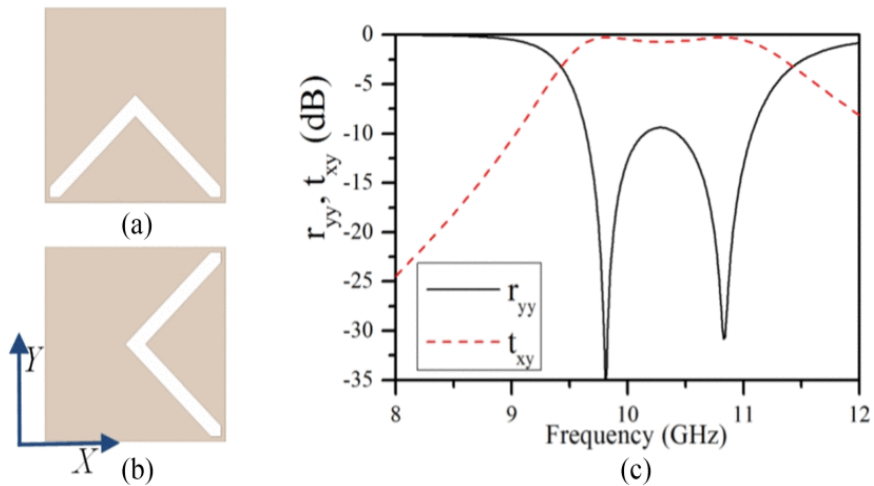 (a)
Y
X
(b)
r_yy, t_xy (dB)
0
-5
-10
-15
-20
-25
-30
-35
r_yy
t_xy
8 9 10 11 12
Frequency (GHz)
(c)